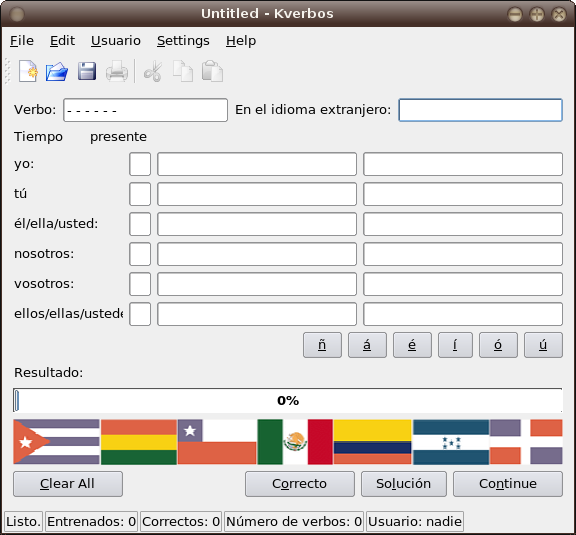 Untitled - Kverbos
File Edit Usuario Settings Help
Verbo: - - - - - - En el idioma extranjero:
Tiempo presente
yo:
tú
él/ella/usted:
nosotros:
vosotros:
ellos/ellas/ustede
ñ á é í ó ú
Resultado:
0%
Clear All Correcto Solución Continue
Listo. Entrenados: 0 Correctos: 0 Número de verbos: 0 Usuario: nadie